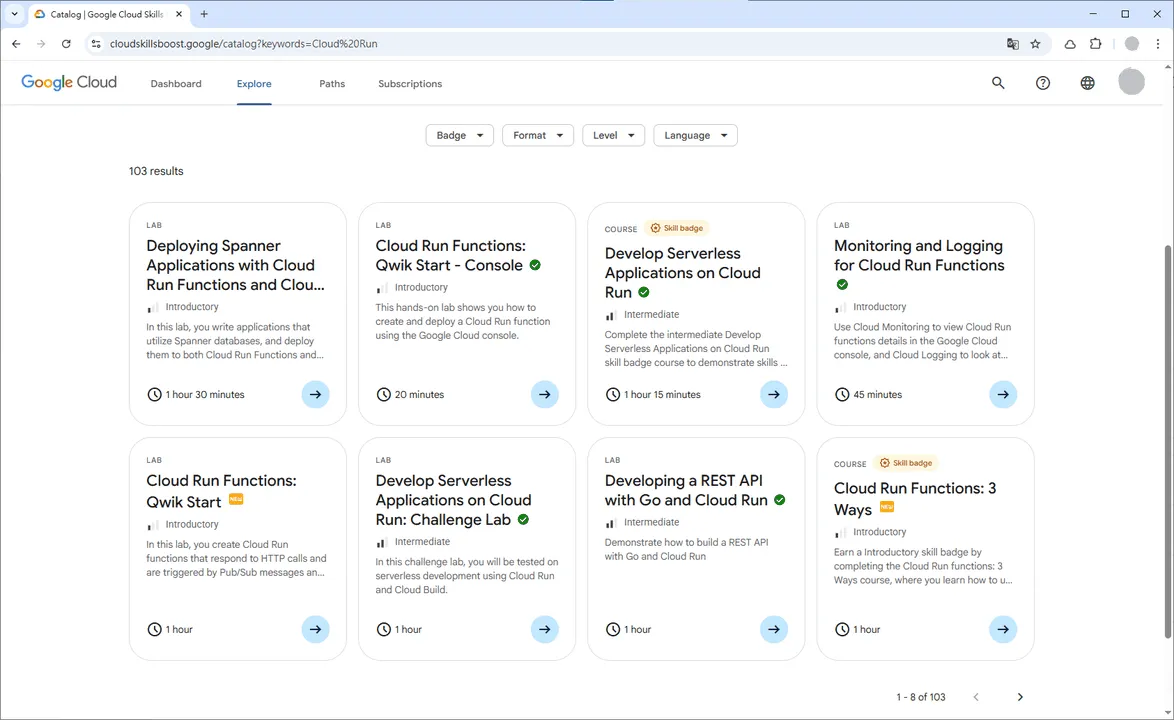 Catalog | Google Cloud Skills
cloudskillsboost.google/catalog?keywords=Cloud%20Run
Google Cloud
Dashboard
Explore
Paths
Subscriptions
Badge
Format
Level
Language
103 results
LAB
Deploying Spanner
Applications with Cloud
Run Functions and Clou...
Introductory
In this lab, you write applications that
utilize Spanner databases, and deploy
them to both Cloud Run Functions and...
1 hour 30 minutes
LAB
Cloud Run Functions:
Qwik Start - Console
Introductory
This hands-on lab shows you how to
create and deploy a Cloud Run function
using the Google Cloud console.
20 minutes
COURSE
Skill badge
Develop Serverless
Applications on Cloud
Run
Intermediate
Complete the intermediate Develop
Serverless Applications on Cloud Run
skill badge course to demonstrate skills ...
1 hour 15 minutes
LAB
Monitoring and Logging
for Cloud Run Functions
Introductory
Use Cloud Monitoring to view Cloud Run
functions details in the Google Cloud
console, and Cloud Logging to look at...
45 minutes
LAB
Cloud Run Functions:
Qwik Start NEW
Introductory
In this lab, you create Cloud Run
functions that respond to HTTP calls and
are triggered by Pub/Sub messages an...
1 hour
LAB
Develop Serverless
Applications on Cloud
Run: Challenge Lab
Intermediate
In this challenge lab, you will be tested on
serverless development using Cloud Run
and Cloud Build.
1 hour
LAB
Developing a REST API
with Go and Cloud Run
Intermediate
Demonstrate how to build a REST API
with Go and Cloud Run
1 hour
COURSE
Skill badge
Cloud Run Functions: 3
Ways NEW
Introductory
Earn a Introductory skill badge by
completing the Cloud Run functions: 3
Ways course, where you learn how to u...
1 hour
1 - 8 of 103